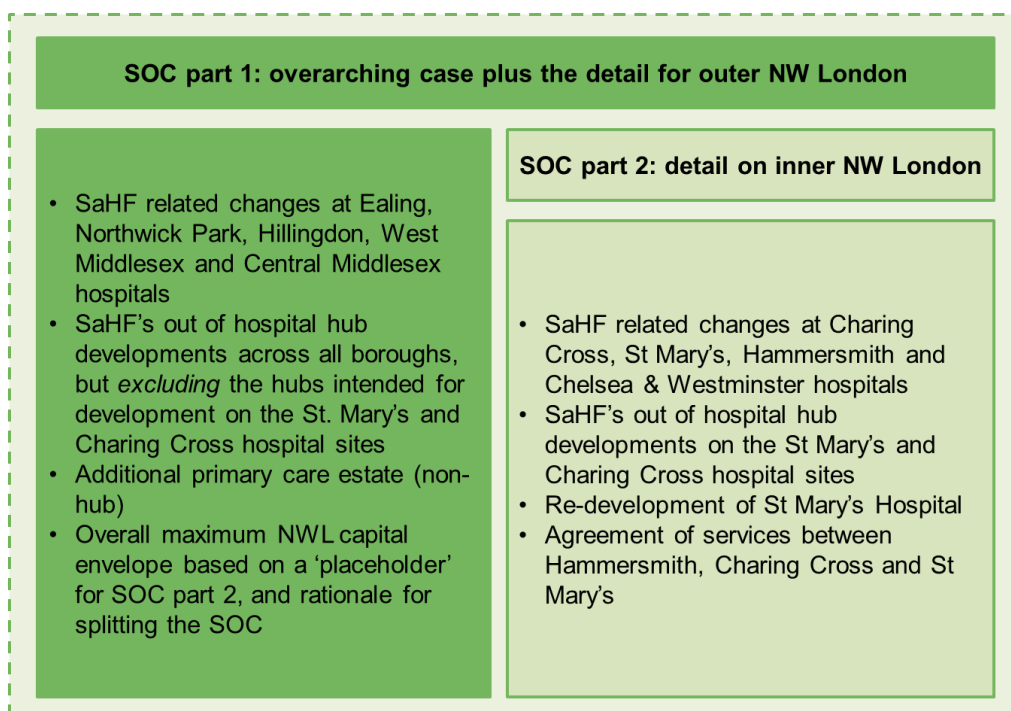 SOC part 1: overarching case plus the detail for outer NW London
• SaHF related changes at Ealing,
Northwick Park, Hillingdon, West
Middlesex and Central Middlesex
hospitals
• SaHF’s out of hospital hub
developments across all boroughs,
but excluding the hubs intended for
development on the St. Mary’s and
Charing Cross hospital sites
• Additional primary care estate (non-
hub)
• Overall maximum NWL capital
envelope based on a ‘placeholder’
for SOC part 2, and rationale for
splitting the SOC
SOC part 2: detail on inner NW London
• SaHF related changes at Charing
Cross, St Mary’s, Hammersmith and
Chelsea & Westminster hospitals
• SaHF’s out of hospital hub
developments on the St Mary’s and
Charing Cross hospital sites
• Re-development of St Mary’s Hospital
• Agreement of services between
Hammersmith, Charing Cross and St
Mary’s